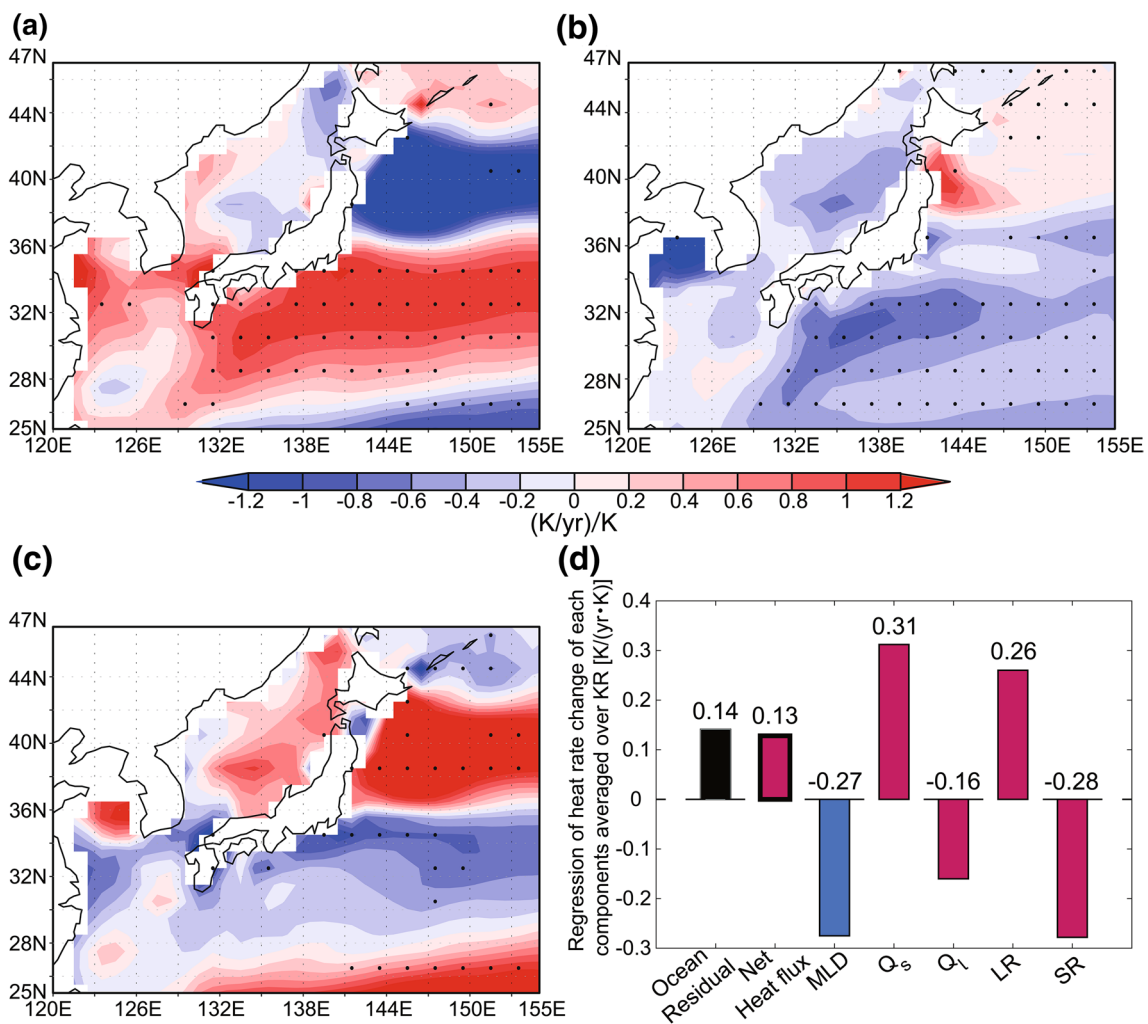 (a)
47N
44N
40N
36N
32N
28N
25N
120E 126E 132E 138E 144E 150E 155E
(b)
47N
44N
40N
36N
32N
28N
25N
120E 126E 132E 138E 144E 150E 155E
-1.2 -1 -0.8 -0.6 -0.4 -0.2 0 0.2 0.4 0.6 0.8 1 1.2
(K/yr)/K
(c)
47N
44N
40N
36N
32N
28N
25N
120E 126E 132E 138E 144E 150E 155E
(d)
Regression of heat rate change of each
components averaged over KR [K/(yr·K)]
0.4
0.3
0.2
0.1
0
-0.1
-0.2
-0.3
0.14
0.13
-0.27
0.31
-0.16
0.26
-0.28
Ocean
Residual
Net
Heat flux
MLD
Qs
Ql
LR
SR